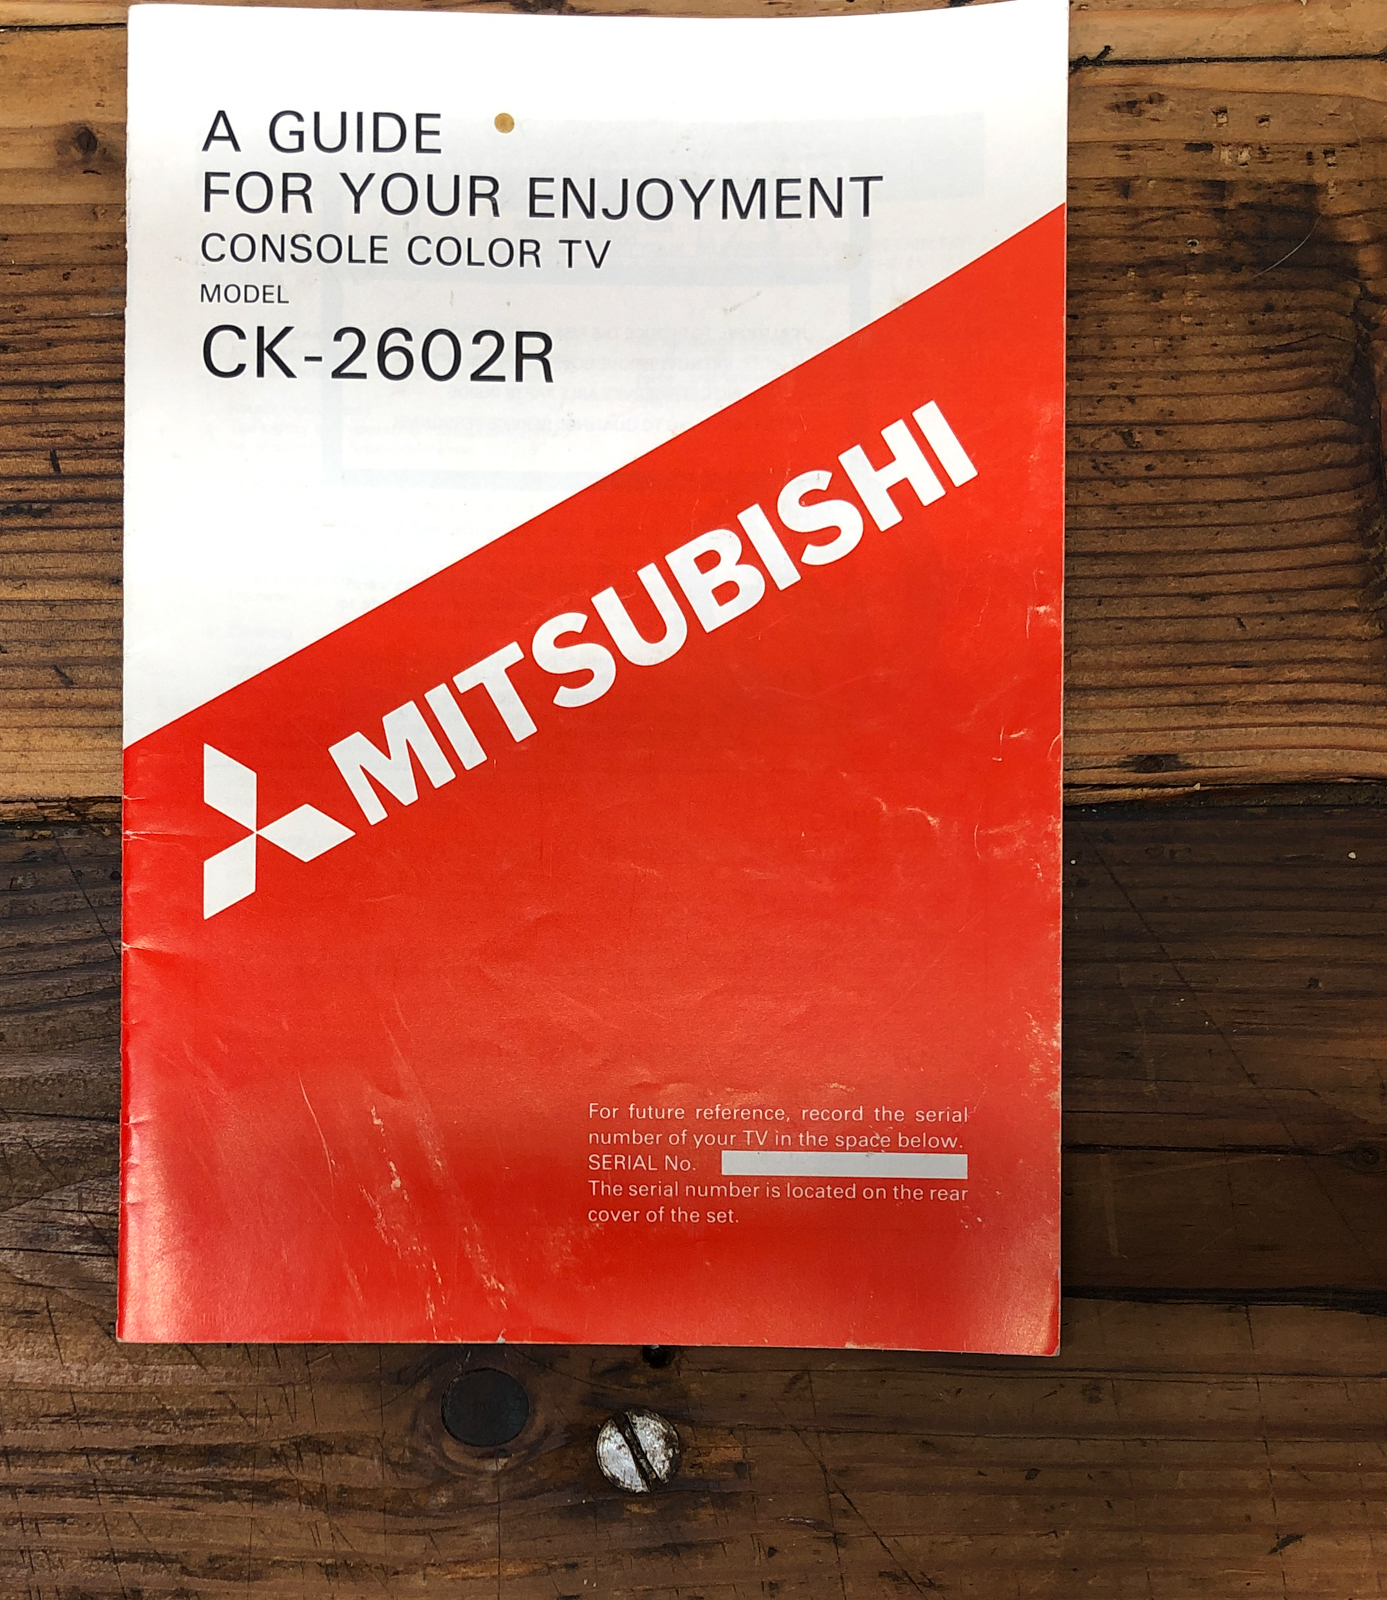 A GUIDE
FOR YOUR ENJOYMENT
CONSOLE COLOR TV
MODEL
CK-2602R
MITSUBISHI
For future reference, record the serial
number of your TV in the space below.
SERIAL No.
The serial number is located on the rear
cover of the set.